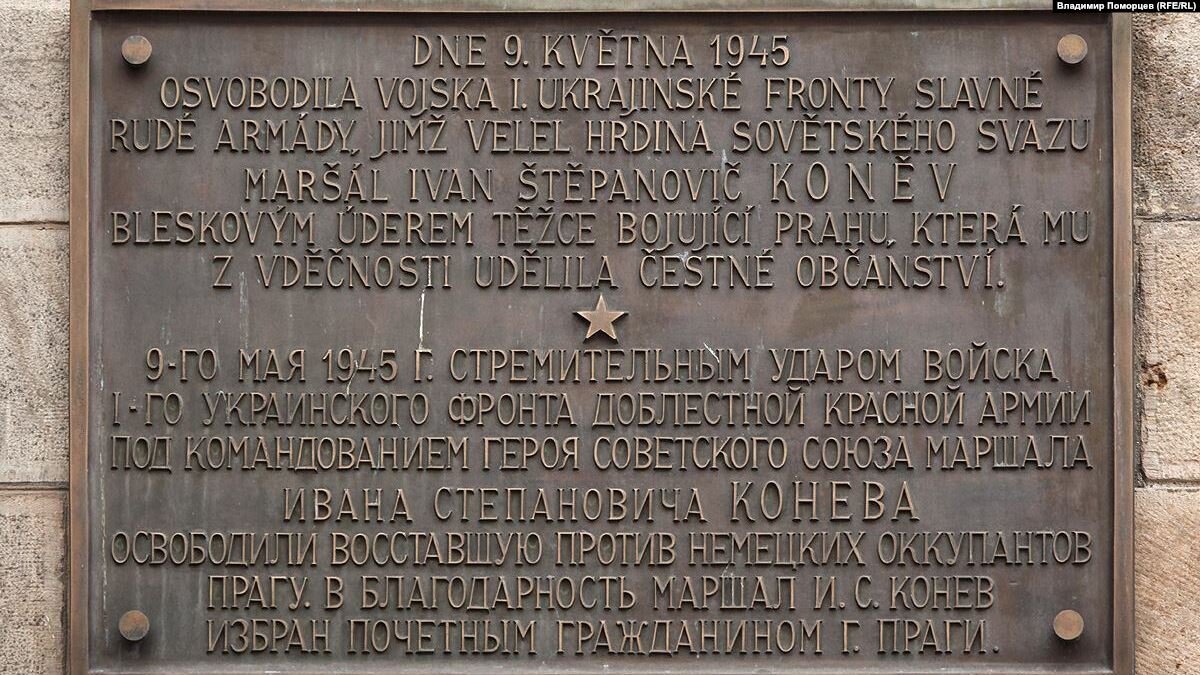 Владимир Поморцев (RFE/RL)
DNE 9. KVĚTNA 1945
OSVOBODILA VOJSKA I. UKRAJINSKÉ FRONTY SLAVNÉ
RUDÉ ARMÁDY, JIMŽ VELEL HRDINA SOVĚTSKÉHO SVAZU
MARŠÁL IVAN ŠTĚPANOVIČ KONĚV
BLESKOVÝM ÚDEREM TĚŽCE BOJUJÍCÍ PRAHU, KTERÁ MU
Z VDĚČNOSTI UDĚLILA ČESTNÉ OBČANSTVÍ.
9-ГО МАЯ 1945 Г. СТРЕМИТЕЛЬНЫМ УДАРОМ ВОЙСКА
I-ГО УКРАИНСКОГО ФРОНТА ДОБЛЕСТНОЙ КРАСНОЙ АРМИИ
ПОД КОМАНДОВАНИЕМ ГЕРОЯ СОВЕТСКОГО СОЮЗА МАРШАЛА
ИВАНА СТЕПАНОВИЧА КОНЕВА
ОСВОБОДИЛИ ВОССТАВШУЮ ПРОТИВ НЕМЕЦКИХ ОККУПАНТОВ
ПРАГУ. В БЛАГОДАРНОСТЬ МАРШАЛ И. С. КОНЕВ
ИЗБРАН ПОЧЕТНЫМ ГРАЖДАНИНОМ Г. ПРАГИ.